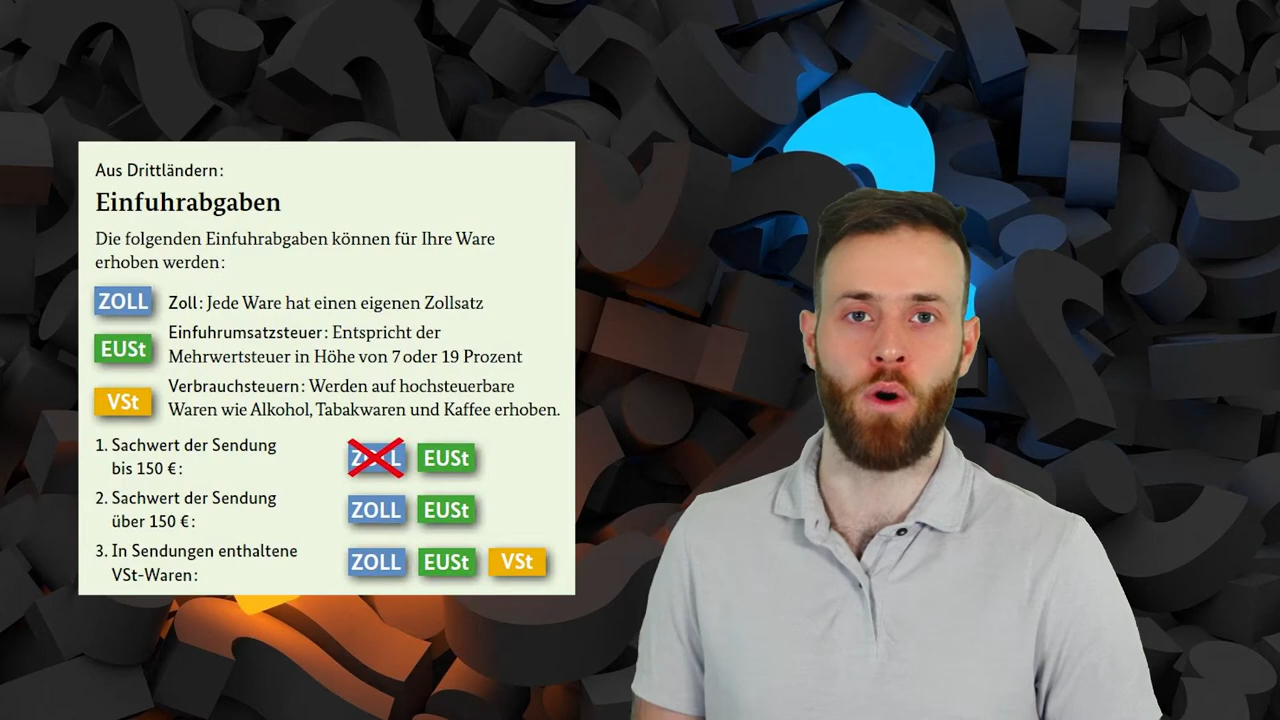 Aus Drittländern:
Einfuhrabgaben
Die folgenden Einfuhrabgaben können für Ihre Ware
erhoben werden:
ZOLL Zoll: Jede Ware hat einen eigenen Zollsatz
EUSt Einfuhrumsatzsteuer: Entspricht der
Mehrwertsteuer in Höhe von 7 oder 19 Prozent
VSt Verbrauchsteuern: Werden auf hochsteuerbare
Waren wie Alkohol, Tabakwaren und Kaffee erhoben.
1. Sachwert der Sendung
bis 150 €: ZOLL EUSt
2. Sachwert der Sendung
über 150 €: ZOLL EUSt
3. In Sendungen enthaltene
VSt-Waren: ZOLL EUSt VSt